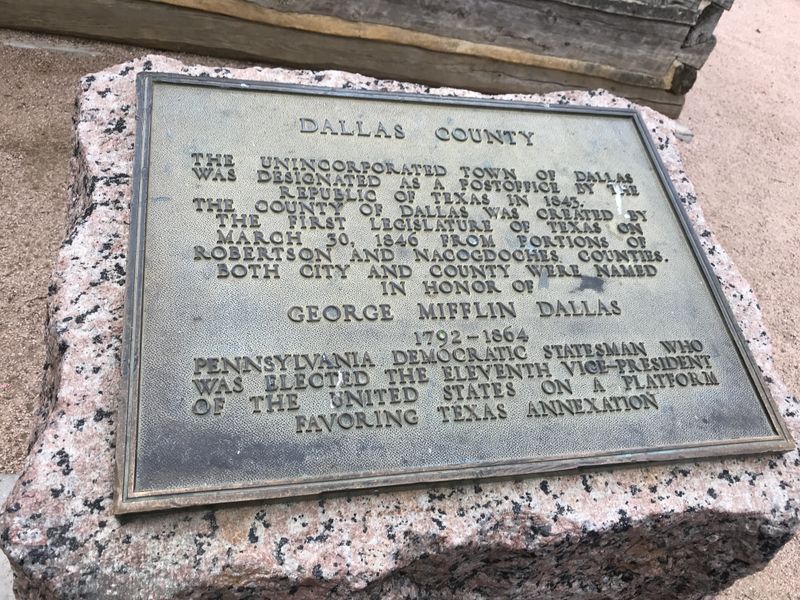 DALLAS COUNTY
THE UNINCORPORATED TOWN OF DALLAS
WAS DESIGNATED AS A POSTOFFICE BY THE
REPUBLIC OF TEXAS IN 1843.
THE COUNTY OF DALLAS WAS CREATED BY
THE FIRST LEGISLATURE OF TEXAS ON
MARCH 30, 1846 FROM PORTIONS OF
ROBERTSON AND NACOGDOCHES COUNTIES.
BOTH CITY AND COUNTY WERE NAMED
IN HONOR OF
GEORGE MIFFLIN DALLAS
1792-1864
PENNSYLVANIA DEMOCRATIC STATESMAN WHO
WAS ELECTED THE ELEVENTH VICE-PRESIDENT
OF THE UNITED STATES ON A PLATFORM
FAVORING TEXAS ANNEXATION